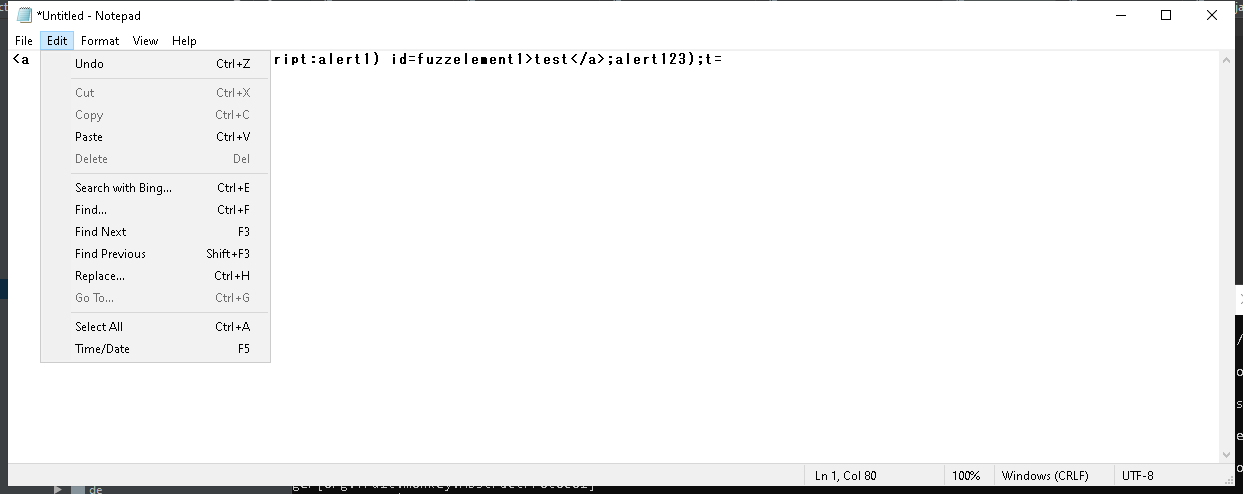 *Untitled - Notepad
File Edit Format View Help
<a ript:alert1) id=fuzzelement1>test</a>;alert123);t=
Undo Ctrl+Z
Cut Ctrl+X
Copy Ctrl+C
Paste Ctrl+V
Delete Del
Search with Bing... Ctrl+E
Find... Ctrl+F
Find Next F3
Find Previous Shift+F3
Replace... Ctrl+H
Go To... Ctrl+G
Select All Ctrl+A
Time/Date F5
Ln 1, Col 80 100% Windows (CRLF) UTF-8
de